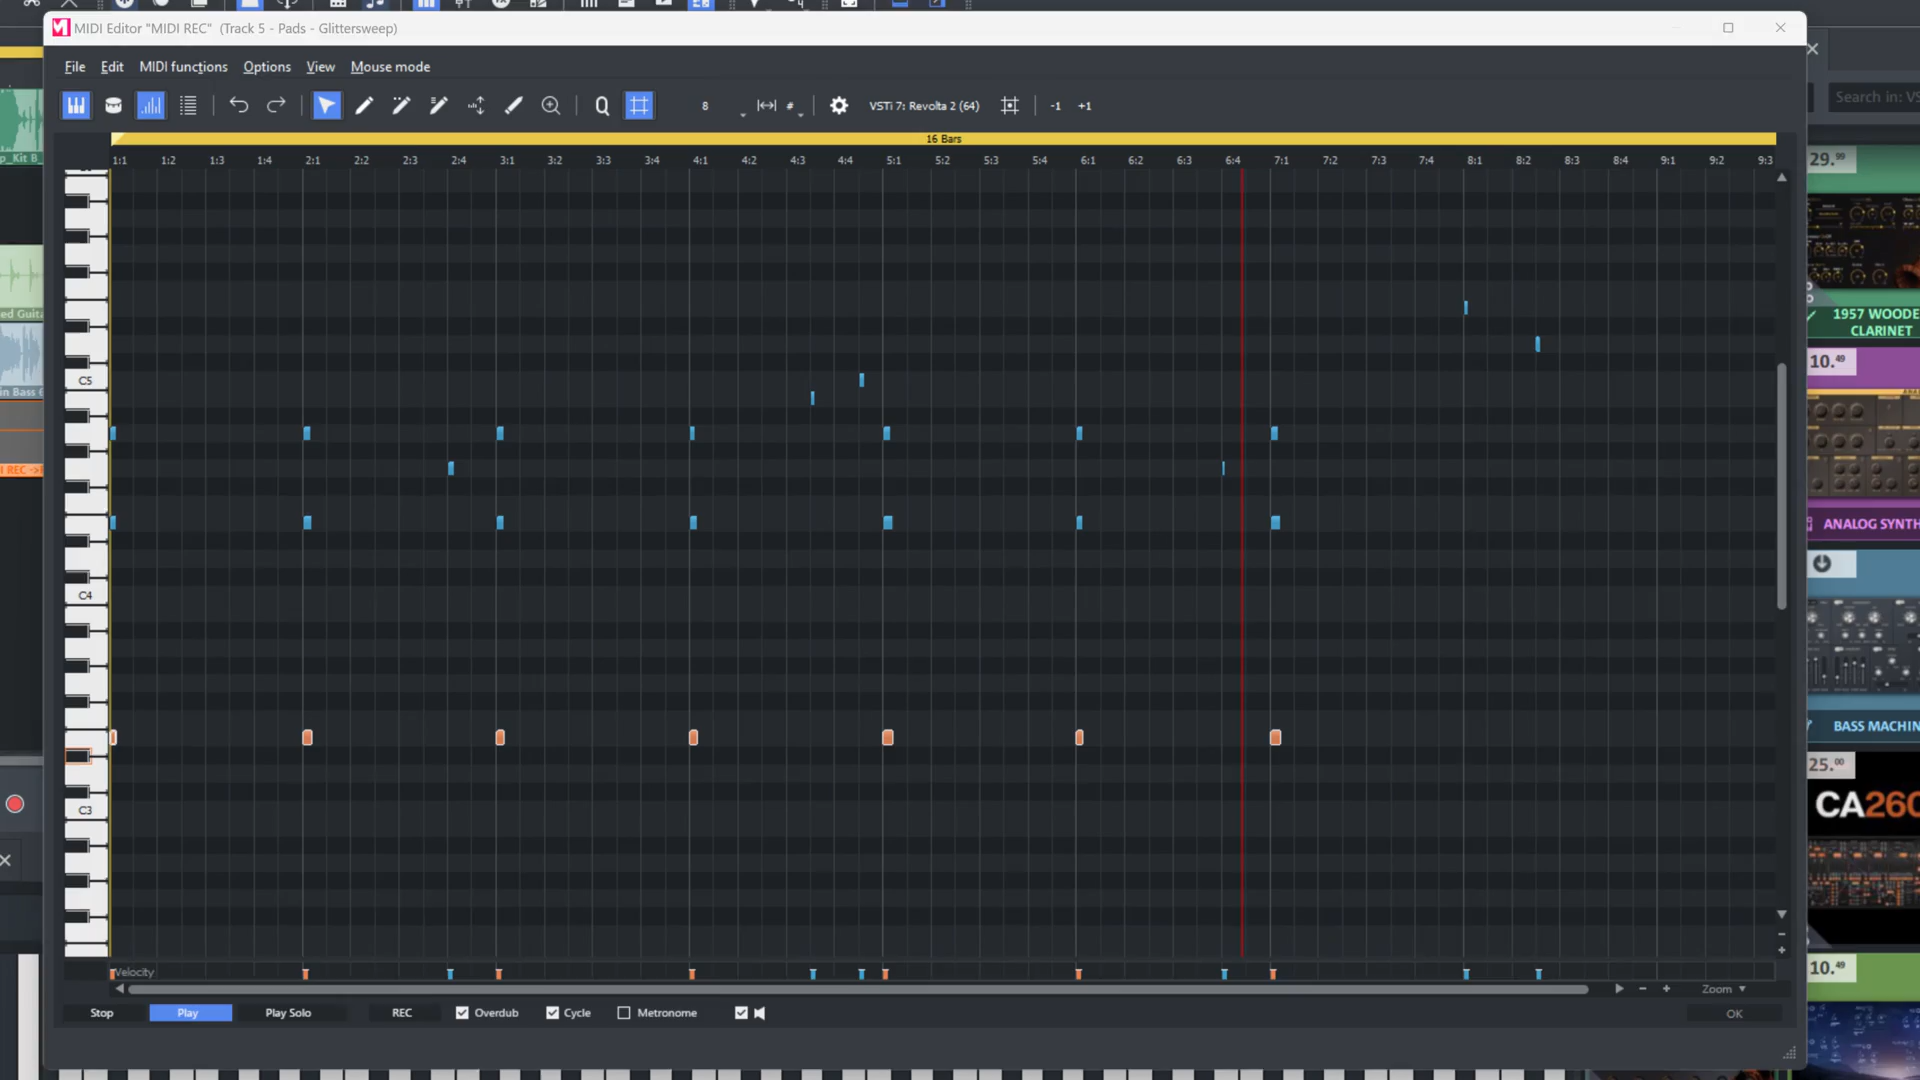 MIDI Editor "MIDI REC" (Track 5 - Pads - Glittersweep)
File Edit MIDI functions Options View Mouse mode
8 # VSTi 7: Revolta 2 (64) -1 +1
Search in: VS
16 Bars
1:1 1:2 1:3 1:4 2:1 2:2 2:3 2:4 3:1 3:2 3:3 3:4 4:1 4:2 4:3 4:4 5:1 5:2 5:3 5:4 6:1 6:2 6:3 6:4 7:1 7:2 7:3 7:4 8:1 8:2 8:3 8:4 9:1 9:2 9:3
p_Kit B_
29.99
ed Guita
1957 WOODE
CLARINET
10.49
C5
in Bass
I REC ->
ANALOG SYNTH
C4
BASS MACHIN
25.00
CA260
C3
10.49
Velocity
Zoom
Stop Play Play Solo REC Overdub Cycle Metronome
OK